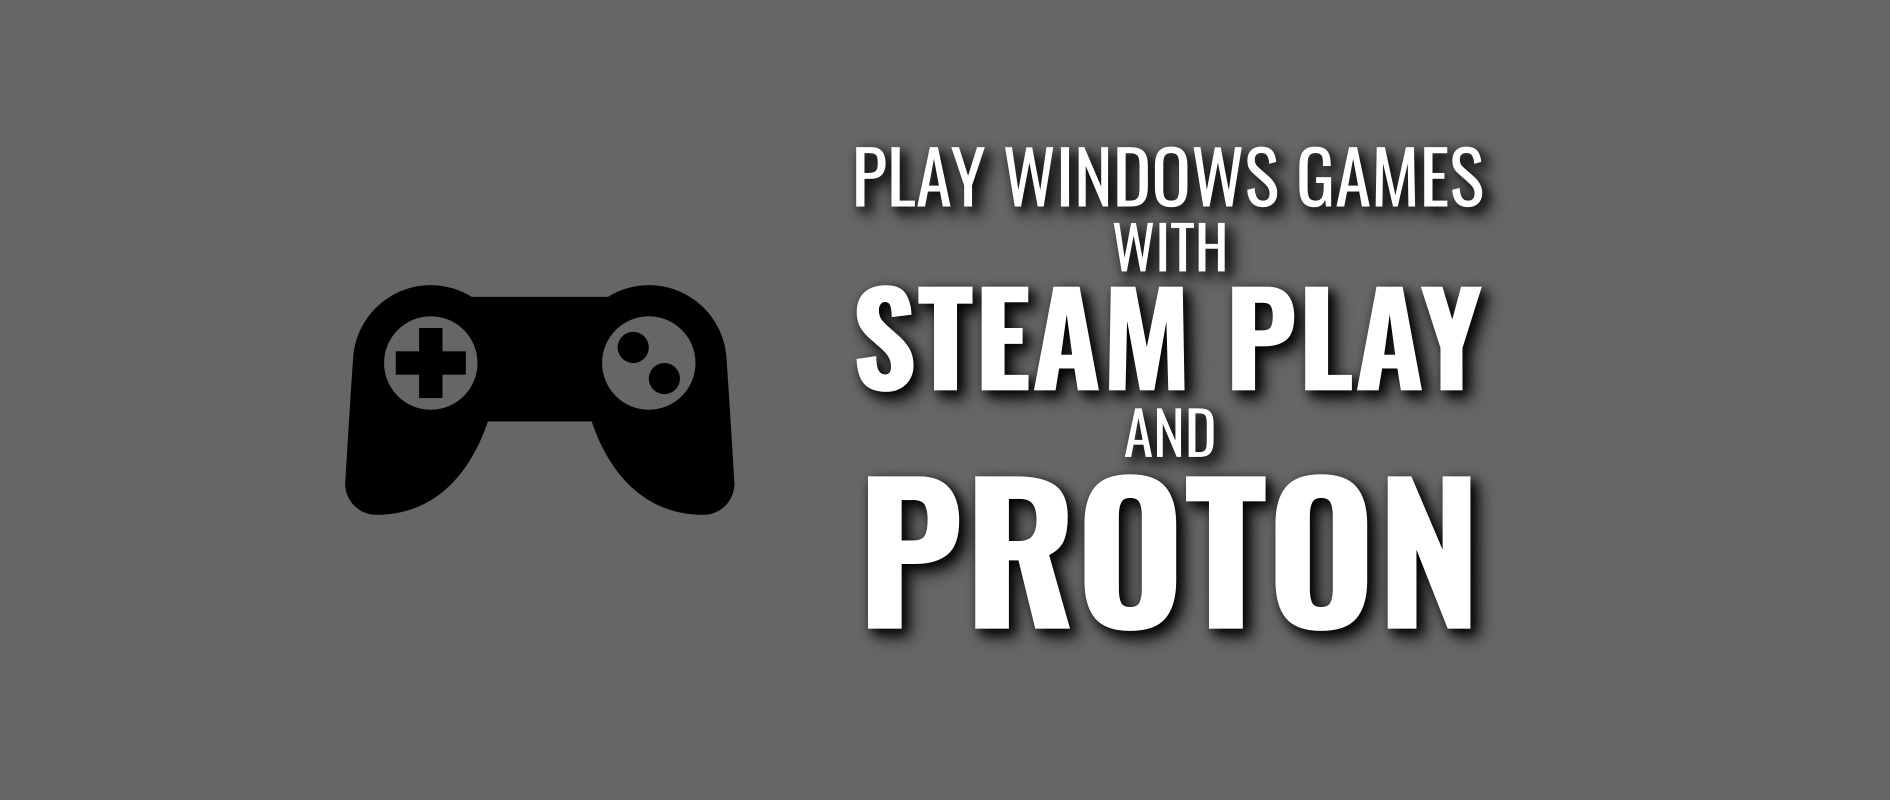 PLAY WINDOWS GAMES
WITH
STEAM PLAY
AND
PROTON